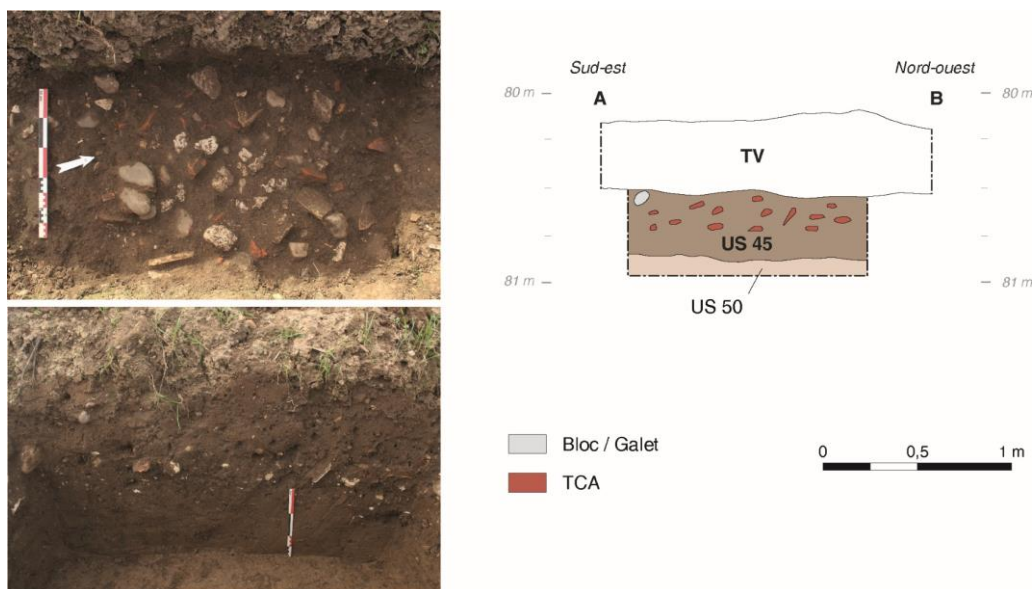 Sud-est
Nord-ouest
80 m
A
B
80 m
TV
US 45
81 m
81 m
US 50
Bloc / Galet
TCA
0
0,5
1 m